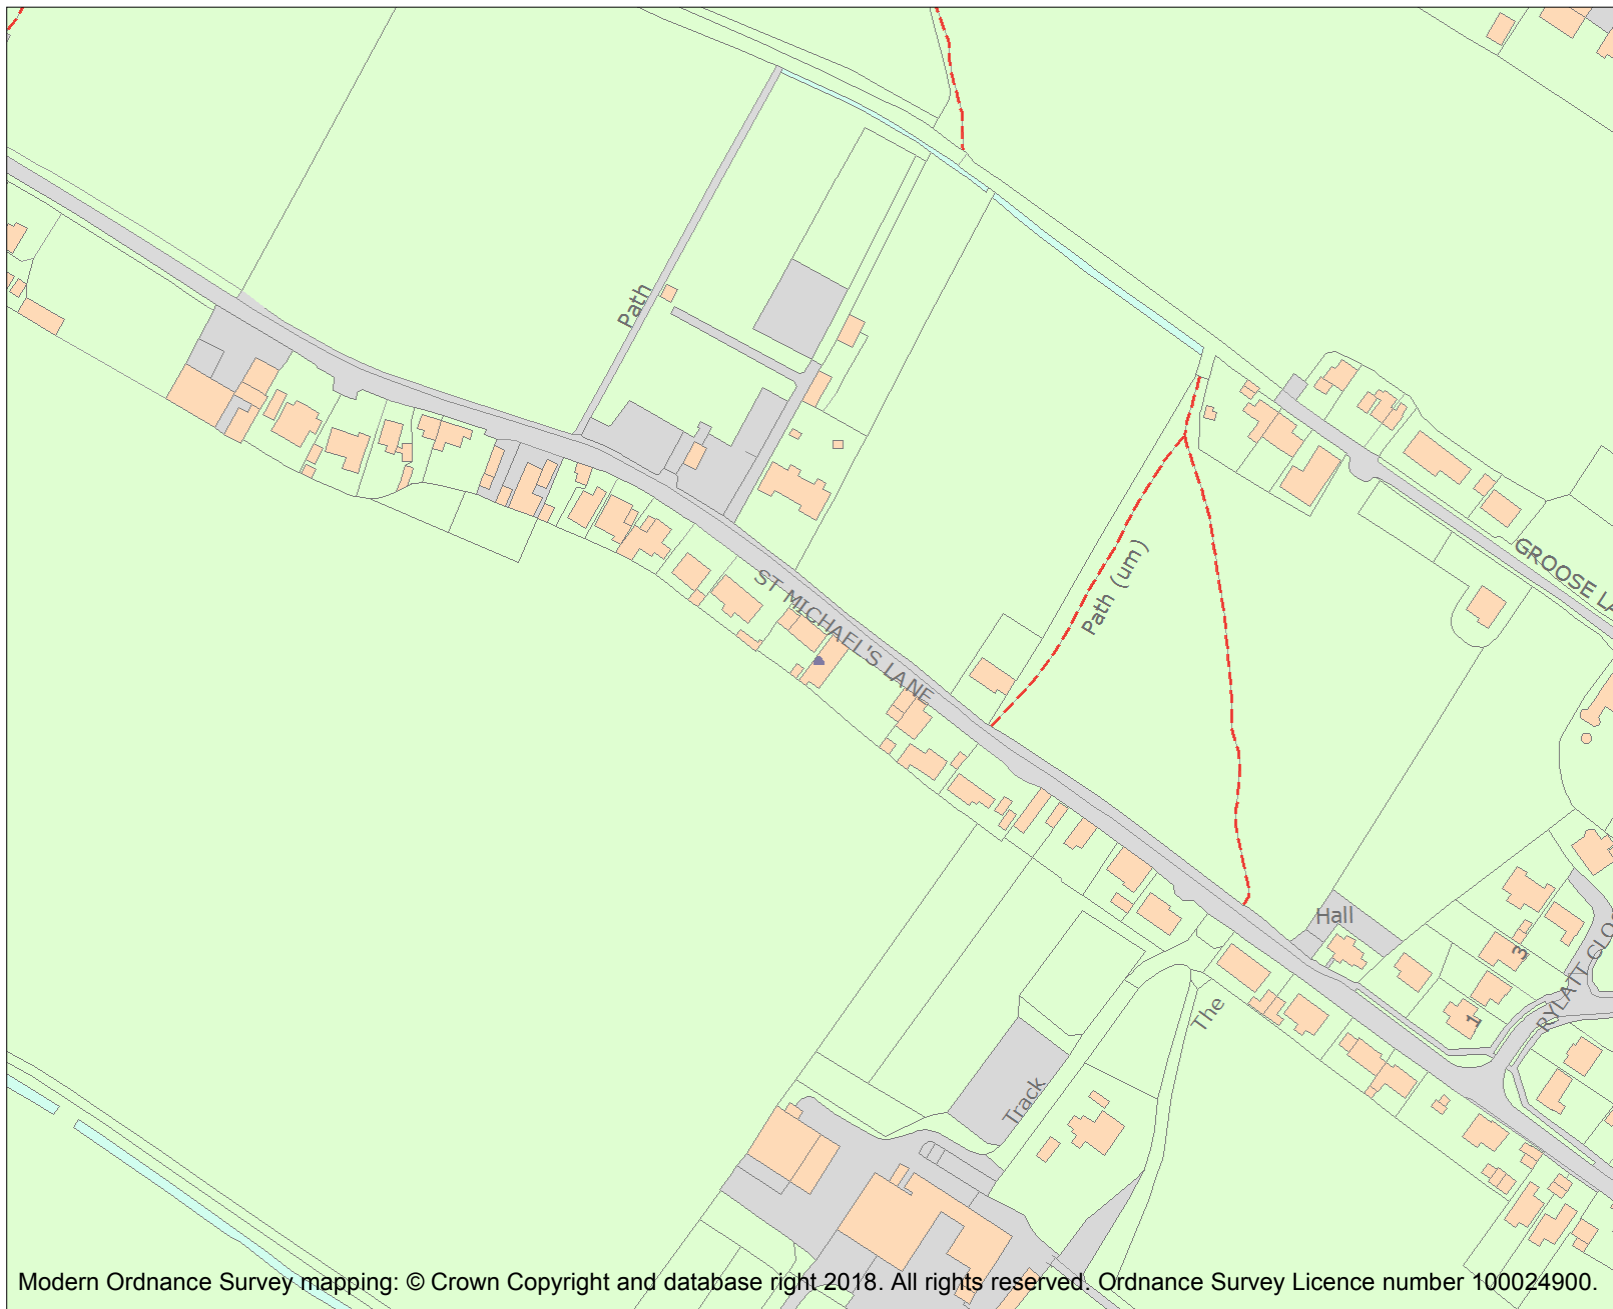 Path
Path (um)
GROOSE LA
ST MICHAEL'S LANE
Hall
3
RYLATT CLOS
1
The
Track
Modern Ordnance Survey mapping: © Crown Copyright and database right 2018. All rights reserved. Ordnance Survey Licence number 100024900.